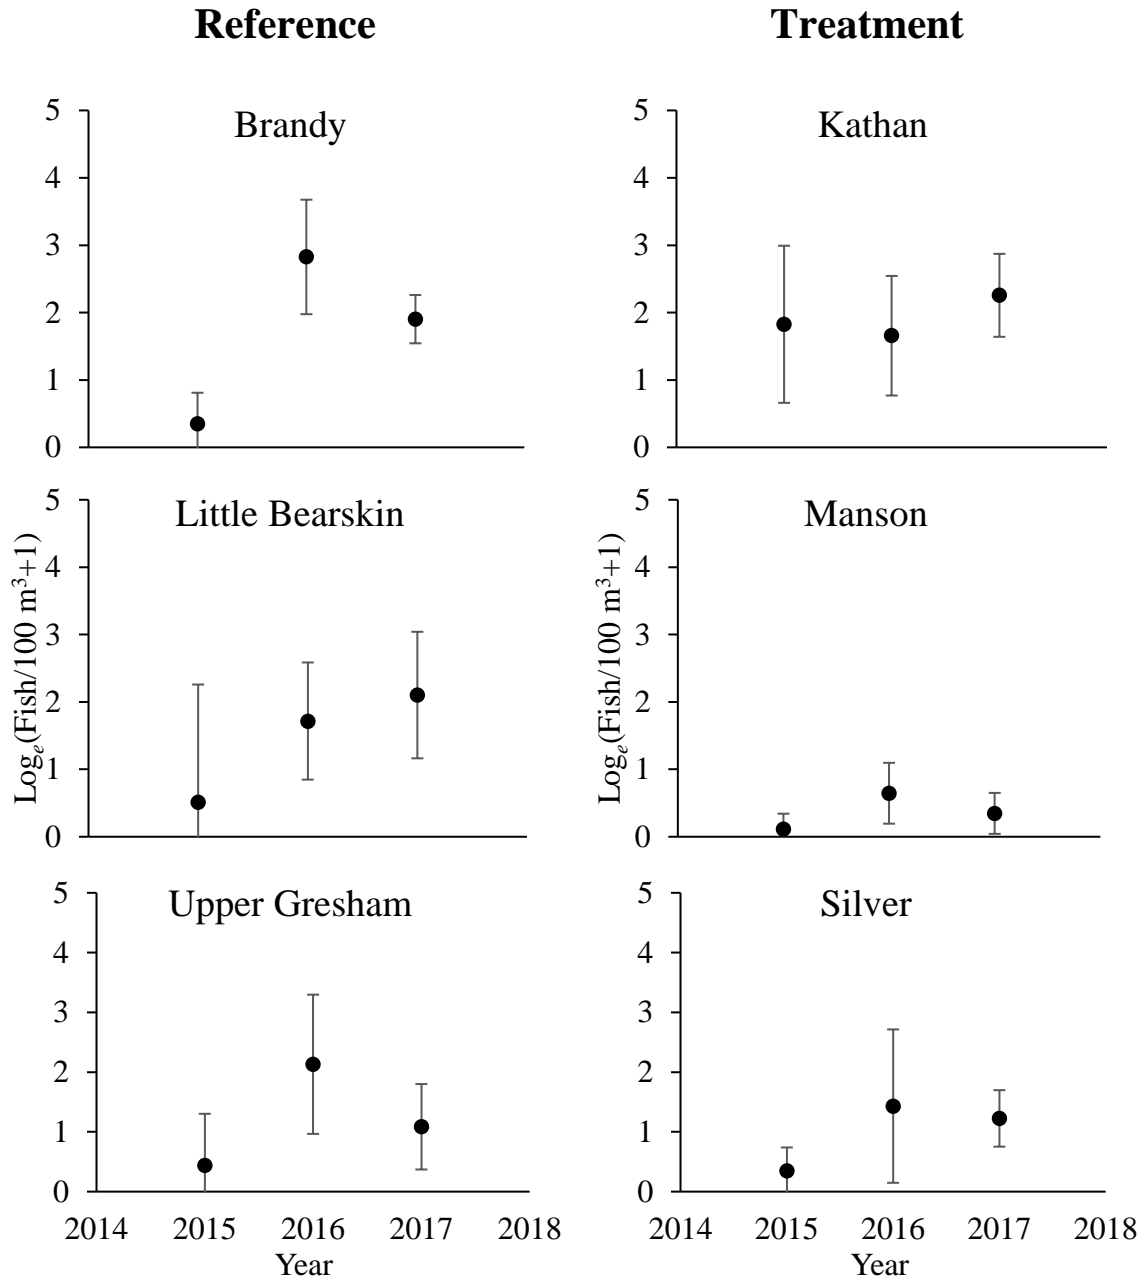 Reference
Treatment
Brandy
5
4
3
2
1
0
Kathan
5
4
3
2
1
0
Little Bearskin
Logₑ(Fish/100 m³+1)
5
4
3
2
1
0
Manson
Logₑ(Fish/100 m³+1)
5
4
3
2
1
0
Upper Gresham
5
4
3
2
1
0
2014 2015 2016 2017 2018
Year
Silver
5
4
3
2
1
0
2014 2015 2016 2017 2018
Year